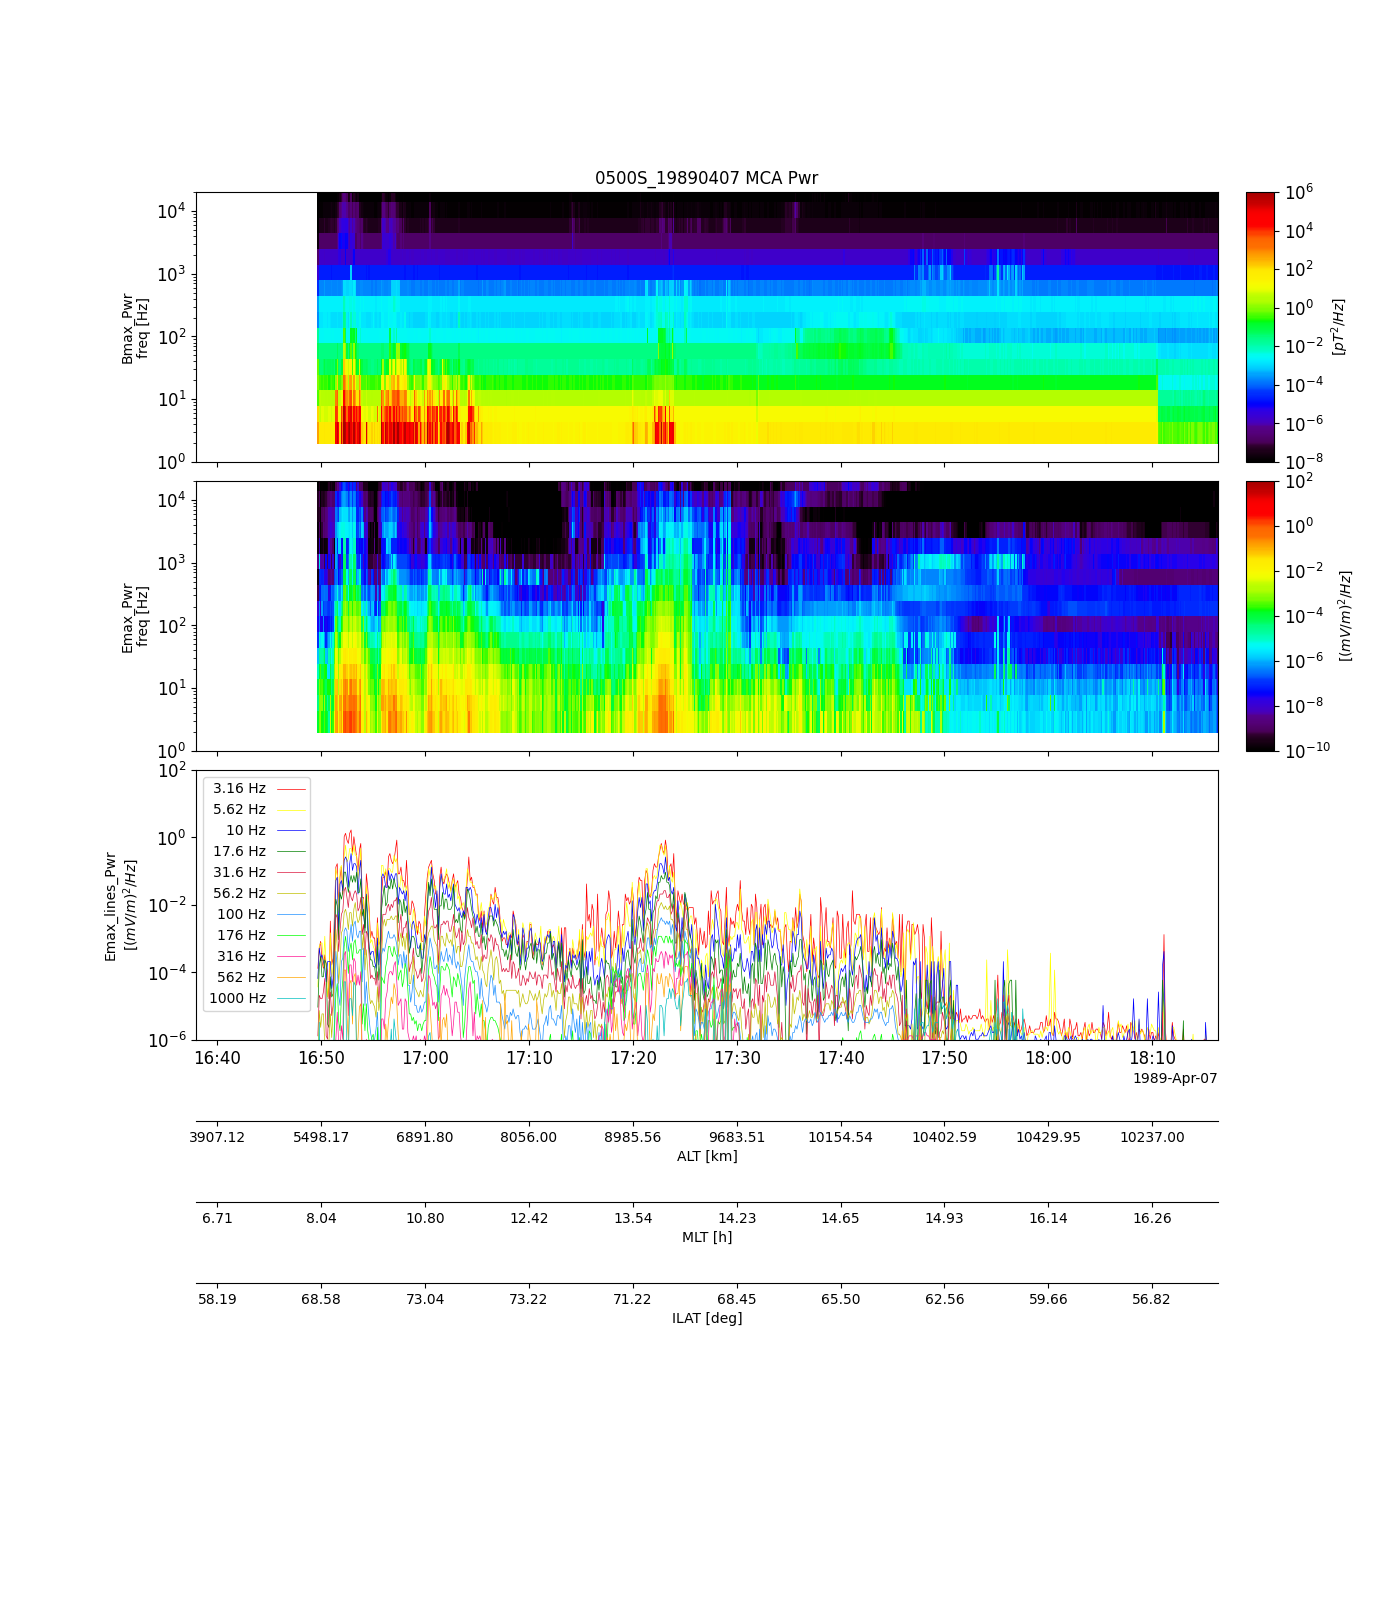 0500S_19890407 MCA Pwr
10^4
10^3
10^2
10^1
10^0
Bmax_Pwr
freq [Hz]
10^6
10^4
10^2
10^0
10^-2
10^-4
10^-6
10^-8
[pT^2/Hz]
10^4
10^3
10^2
10^1
10^0
Emax_Pwr
freq [Hz]
10^2
10^0
10^-2
10^-4
10^-6
10^-8
10^-10
[(mV/m)^2/Hz]
10^2
10^0
10^-2
10^-4
10^-6
Emax_lines_Pwr
[(mV/m)^2/Hz]
3.16 Hz
5.62 Hz
10 Hz
17.6 Hz
31.6 Hz
56.2 Hz
100 Hz
176 Hz
316 Hz
562 Hz
1000 Hz
16:40 16:50 17:00 17:10 17:20 17:30 17:40 17:50 18:00 18:10
1989-Apr-07
3907.12 5498.17 6891.80 8056.00 8985.56 9683.51 10154.54 10402.59 10429.95 10237.00
ALT [km]
6.71 8.04 10.80 12.42 13.54 14.23 14.65 14.93 16.14 16.26
MLT [h]
58.19 68.58 73.04 73.22 71.22 68.45 65.50 62.56 59.66 56.82
ILAT [deg]